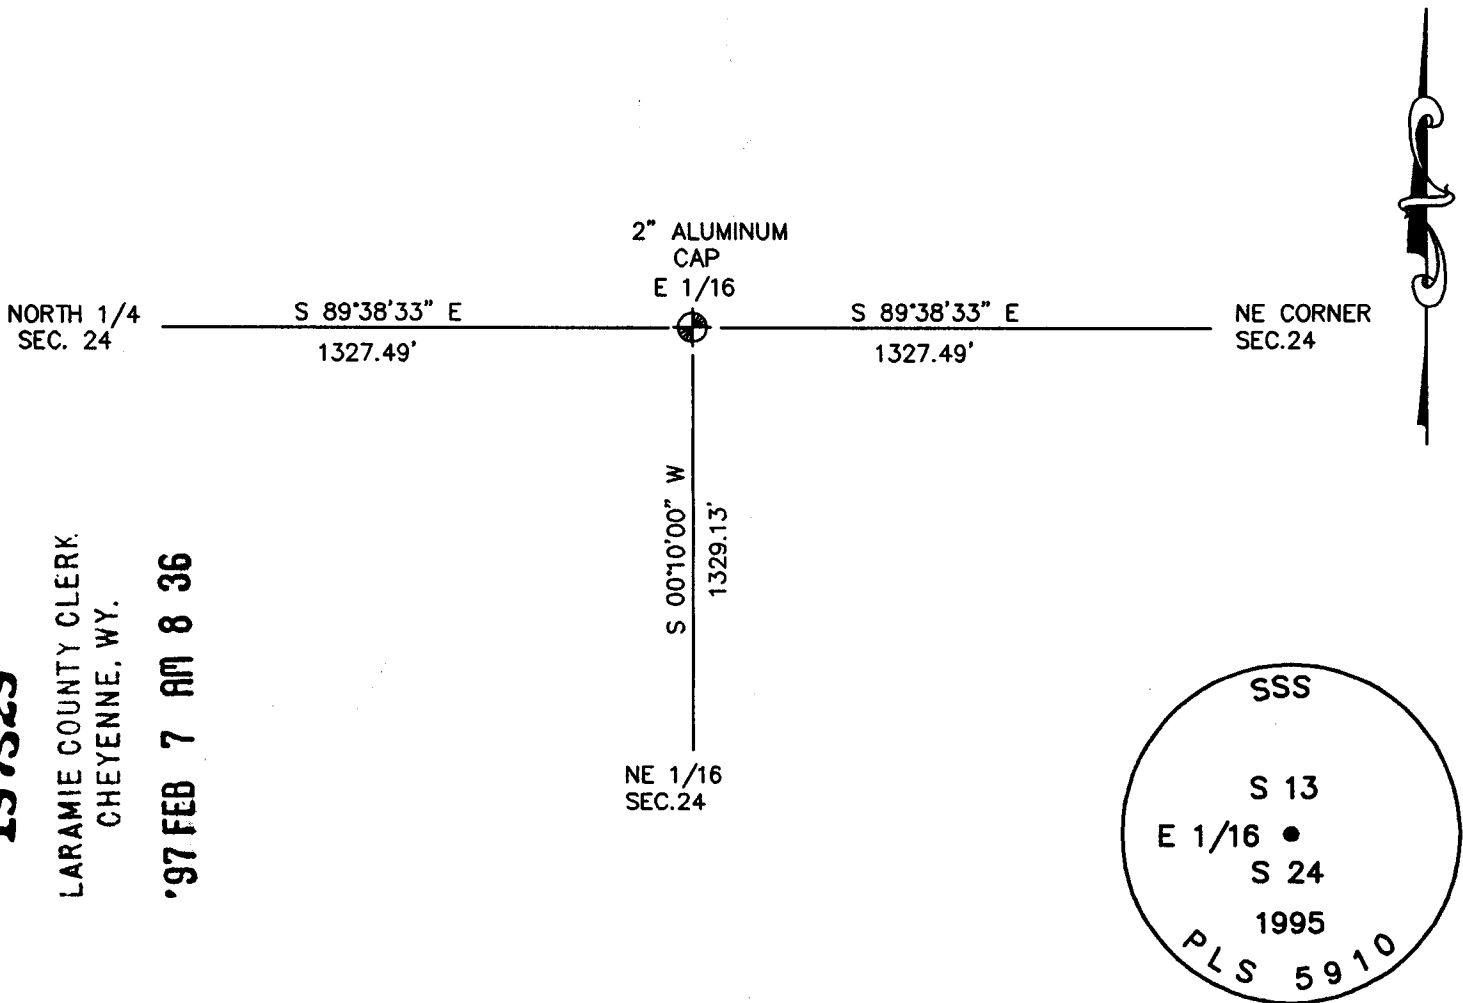 2" ALUMINUM
CAP
E 1/16
NORTH 1/4
SEC. 24
S 89°38'33" E
1327.49'
S 89°38'33" E
1327.49'
NE CORNER
SEC.24
S 00°10'00" W
1329.13'
NE 1/16
SEC.24
LARAMIE COUNTY CLERK
CHEYENNE, WY.
'97 FEB 7 AM 8 36
SSS
S 13
E 1/16
S 24
1995
PLS 5910